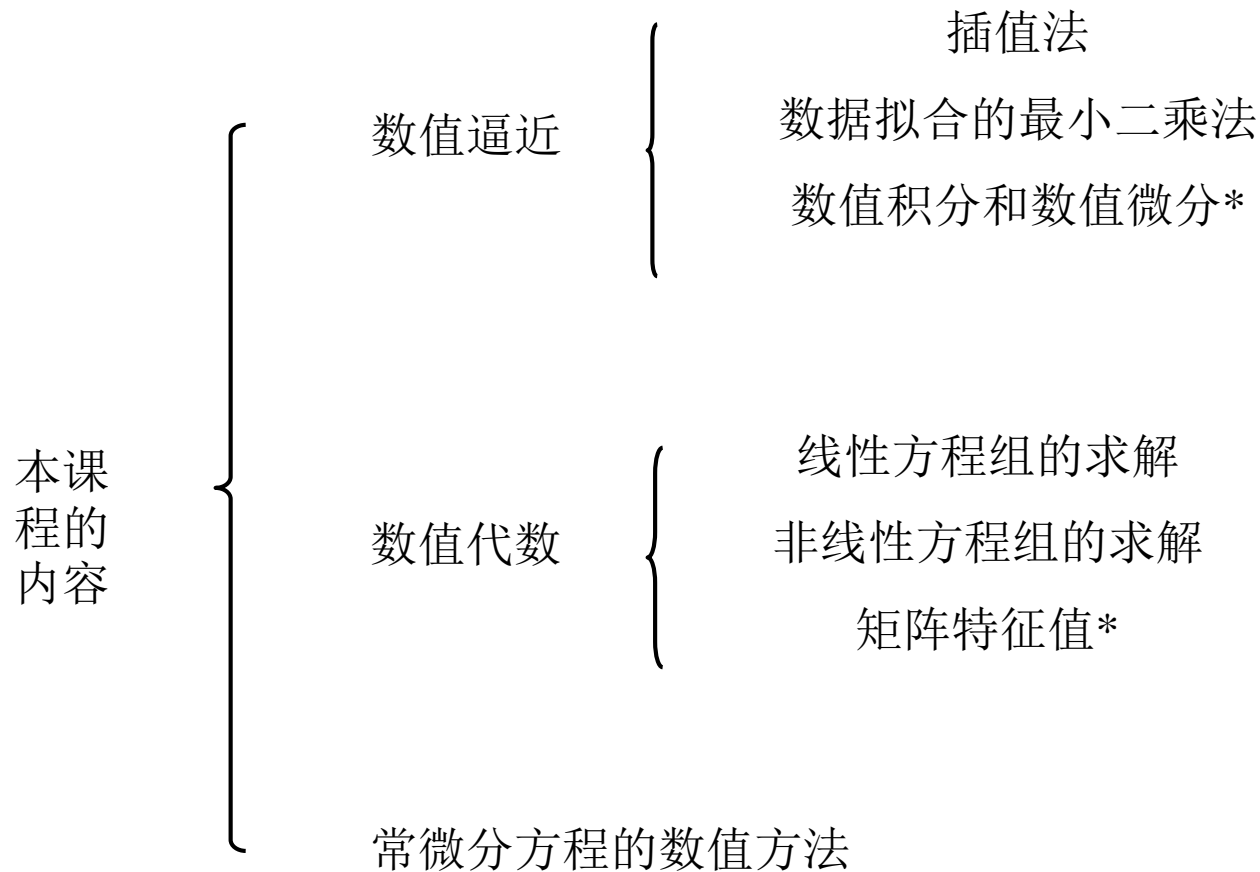 本课
程的
内容
数值逼近
插值法
数据拟合的最小二乘法
数值积分和数值微分*
数值代数
线性方程组的求解
非线性方程组的求解
矩阵特征值*
常微分方程的数值方法